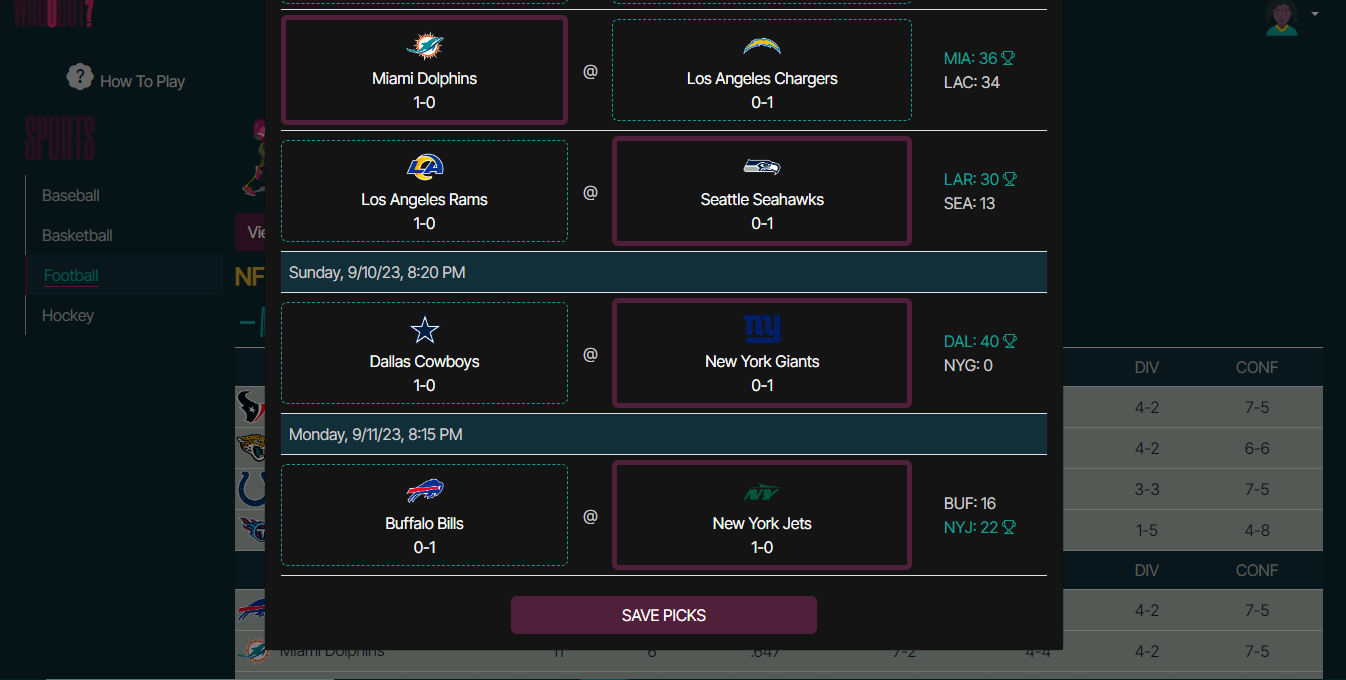 How To Play
SPORTS
Baseball
Basketball
Football
Hockey
Miami Dolphins
1-0
@
Los Angeles Chargers
0-1
MIA: 36
LAC: 34
Los Angeles Rams
1-0
@
Seattle Seahawks
0-1
LAR: 30
SEA: 13
Sunday, 9/10/23, 8:20 PM
Dallas Cowboys
1-0
@
New York Giants
0-1
DAL: 40
NYG: 0
Monday, 9/11/23, 8:15 PM
Buffalo Bills
0-1
@
New York Jets
1-0
BUF: 16
NYJ: 22
SAVE PICKS
DIV CONF
4-2 7-5
4-2 6-6
3-3 7-5
1-5 4-8
DIV CONF
4-2 7-5
Miami Dolphins 11 6 .647 7-2 4-4 4-2 7-5